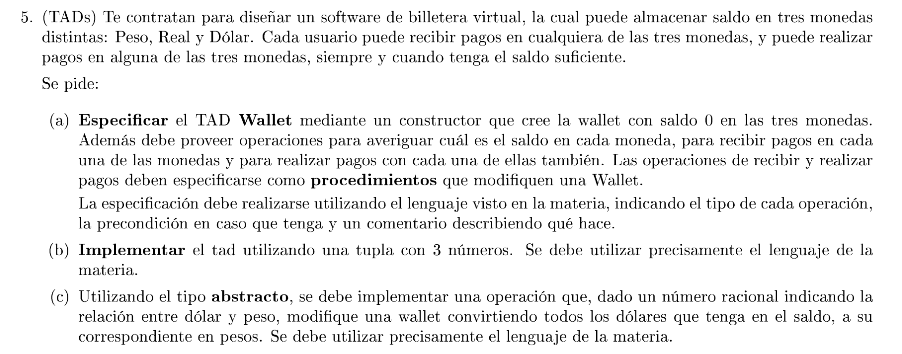 5. (TADs) Te contratan para diseñar un software de billetera virtual, la cual puede almacenar saldo en tres monedas
distintas: Peso, Real y Dólar. Cada usuario puede recibir pagos en cualquiera de las tres monedas, y puede realizar
pagos en alguna de las tres monedas, siempre y cuando tenga el saldo suficiente.
Se pide:
(a) Especificar el TAD Wallet mediante un constructor que cree la wallet con saldo 0 en las tres monedas.
Además debe proveer operaciones para averiguar cuál es el saldo en cada moneda, para recibir pagos en cada
una de las monedas y para realizar pagos con cada una de ellas también. Las operaciones de recibir y realizar
pagos deben especificarse como procedimientos que modifiquen una Wallet.
La especificación debe realizarse utilizando el lenguaje visto en la materia, indicando el tipo de cada operación,
la precondición en caso que tenga y un comentario describiendo qué hace.
(b) Implementar el tad utilizando una tupla con 3 números. Se debe utilizar precisamente el lenguaje de la
materia.
(c) Utilizando el tipo abstracto, se debe implementar una operación que, dado un número racional indicando la
relación entre dólar y peso, modifique una wallet convirtiendo todos los dólares que tenga en el saldo, a su
correspondiente en pesos. Se debe utilizar precisamente el lenguaje de la materia.